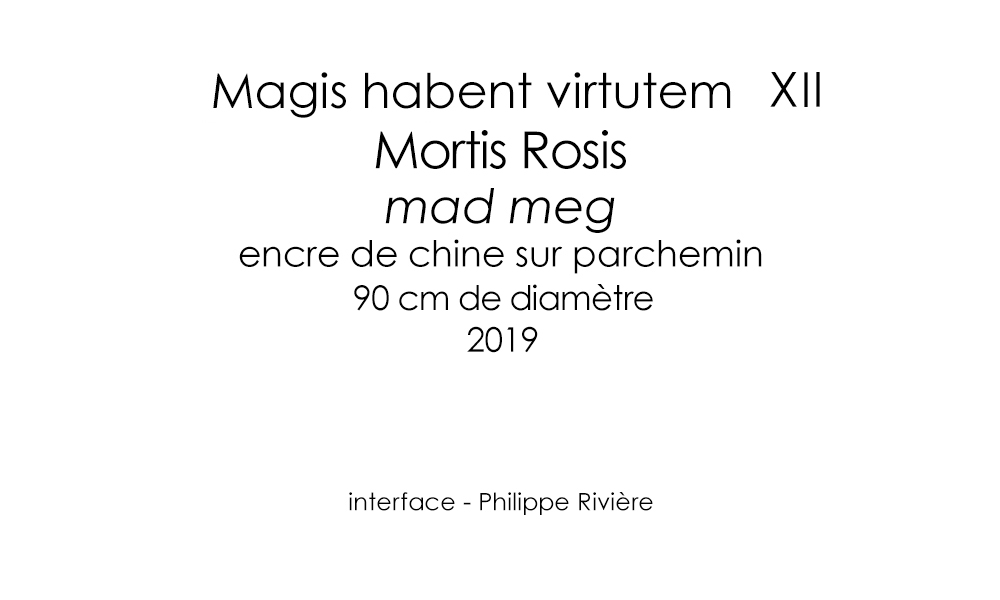 Magis habent virtutem XII
Mortis Rosis
mad meg
encre de chine sur parchemin
90 cm de diamètre
2019
interface - Philippe Rivière